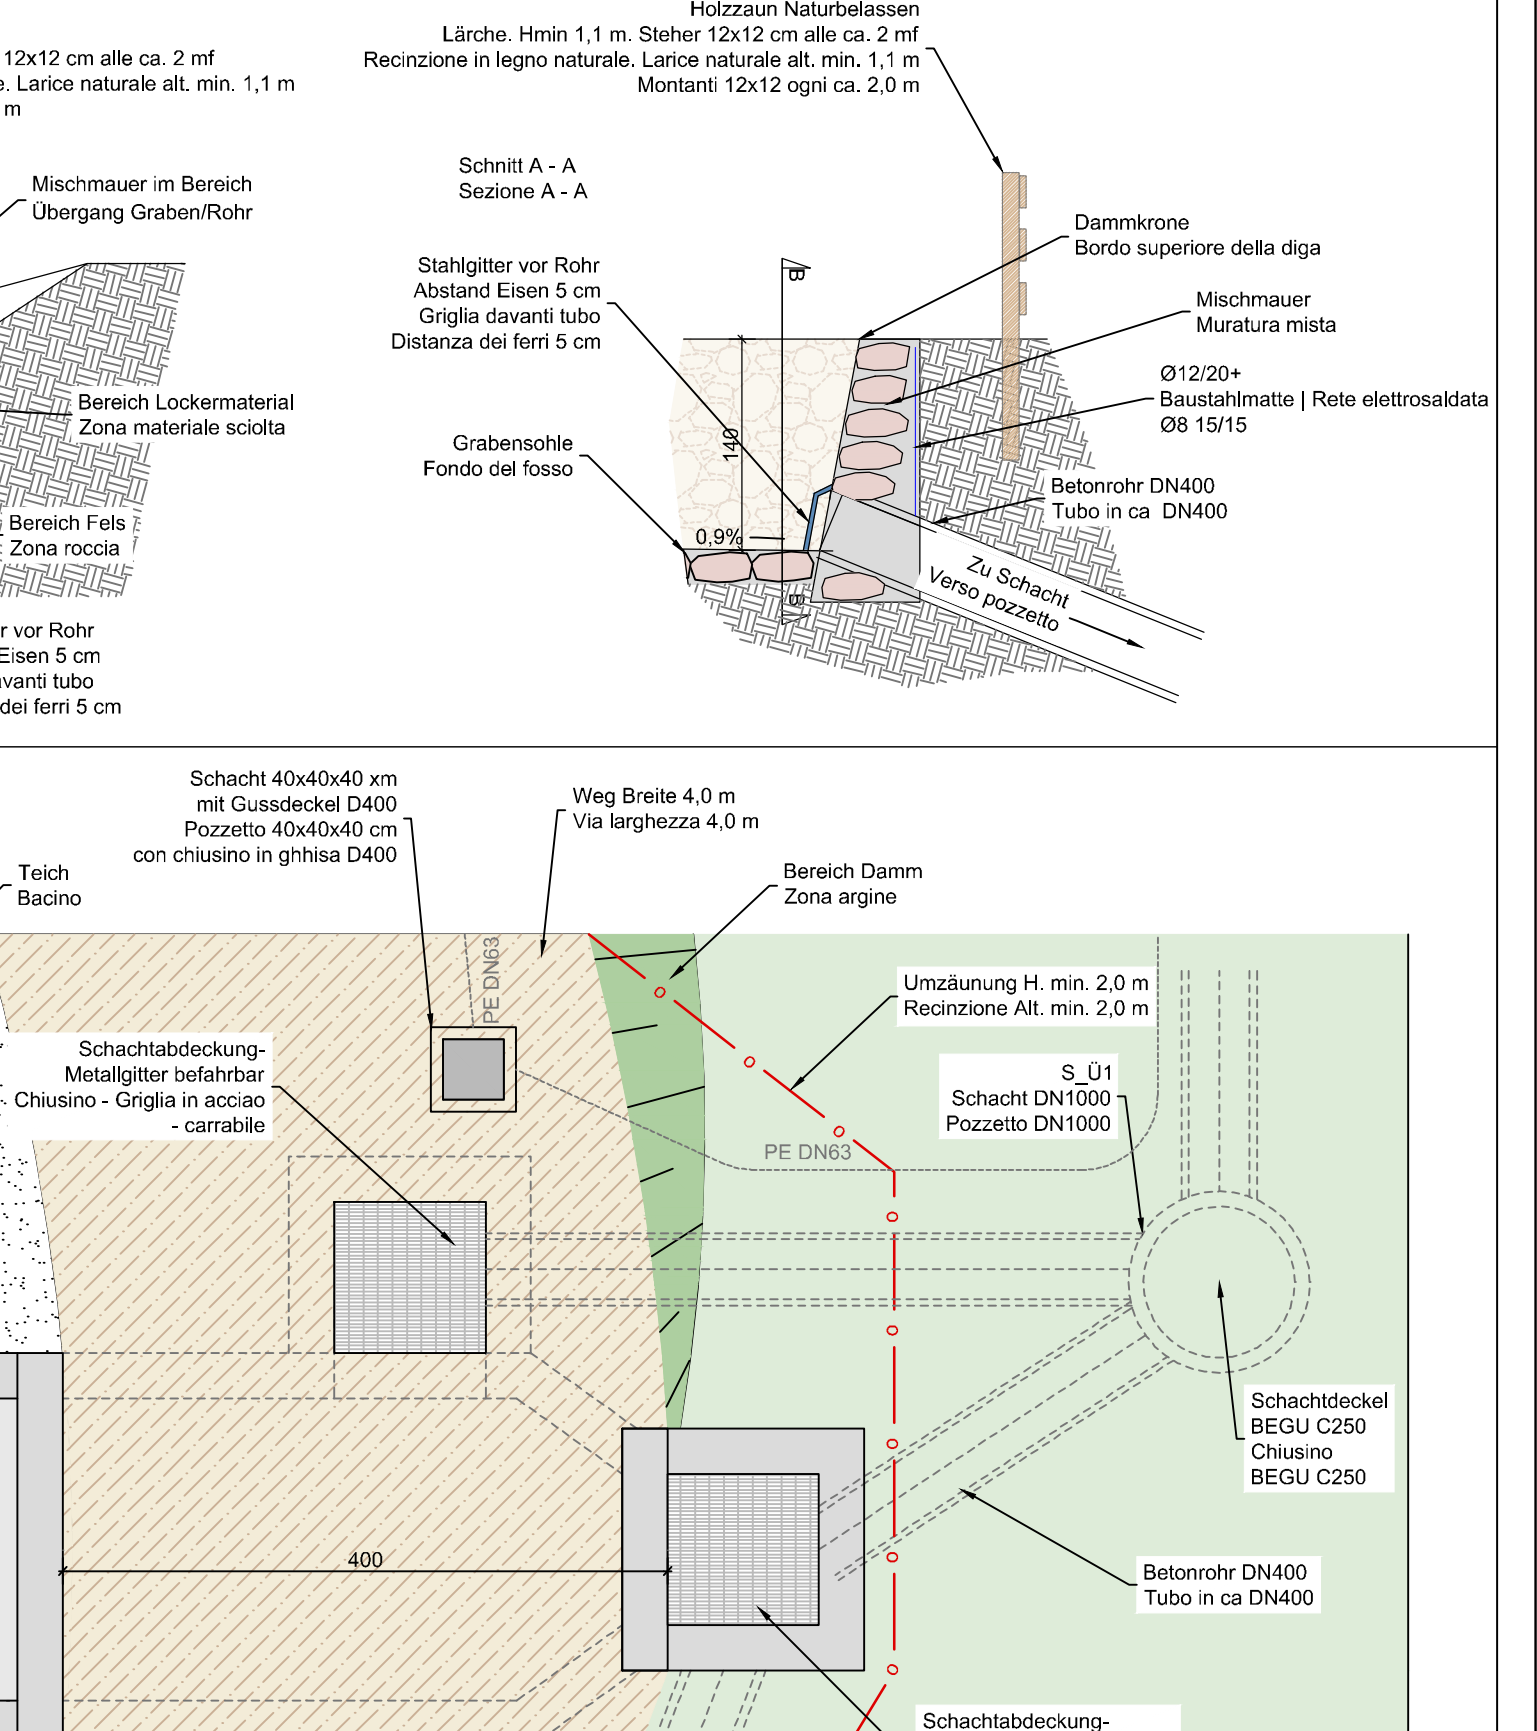 12x12 cm alle ca. 2 mf
e. Larice naturale alt. min. 1,1 m
m
Mischmauer im Bereich
Übergang Graben/Rohr
Bereich Lockermaterial
Zona materiale sciolta
Bereich Fels
Zona roccia
r vor Rohr
Eisen 5 cm
avanti tubo
dei ferri 5 cm
Holzzaun Naturbelassen
Lärche. Hmin 1,1 m. Steher 12x12 cm alle ca. 2 mf
Recinzione in legno naturale. Larice naturale alt. min. 1,1 m
Montanti 12x12 ogni ca. 2,0 m
Schnitt A - A
Sezione A - A
Stahlgitter vor Rohr
Abstand Eisen 5 cm
Griglia davanti tubo
Distanza dei ferri 5 cm
Grabensohle
Fondo del fosso
B
140
0,9%
B
Dammkrone
Bordo superiore della diga
Mischmauer
Muratura mista
Ø12/20+
Baustahlmatte | Rete elettrosaldata
Ø8 15/15
Betonrohr DN400
Tubo in ca DN400
Zu Schacht
Verso pozzetto
Schacht 40x40x40 xm
mit Gussdeckel D400
Pozzetto 40x40x40 cm
con chiusino in ghhisa D400
Weg Breite 4,0 m
Via larghezza 4,0 m
Teich
Bacino
Bereich Damm
Zona argine
PE DN63
Umzäunung H. min. 2,0 m
Recinzione Alt. min. 2,0 m
Schachtabdeckung-
Metallgitter befahrbar
Chiusino - Griglia in acciao
- carrabile
S_Ü1
Schacht DN1000
Pozzetto DN1000
PE DN63
Schachtdeckel
BEGU C250
Chiusino
BEGU C250
400
Betonrohr DN400
Tubo in ca DN400
Schachtabdeckung-